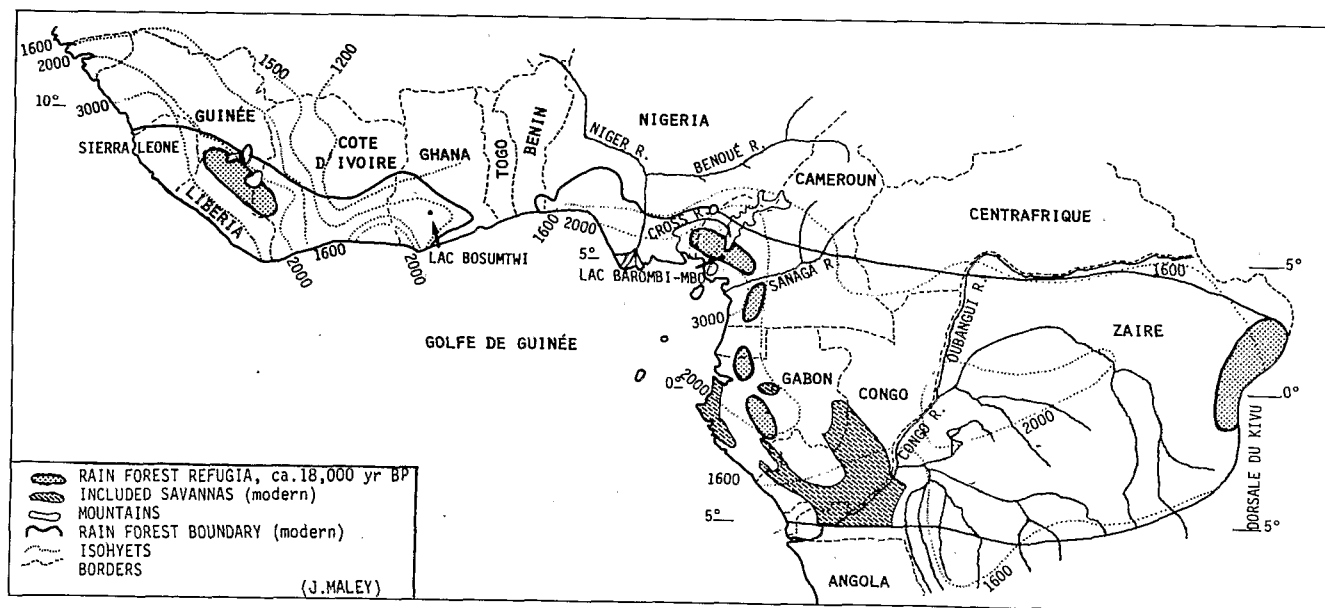 1600
2000
3000
10°
1500
1200
GUINÉE
SIERRA LEONE
LIBERIA
COTE
D'IVOIRE
GHANA
TOGO
BENIN
NIGER R.
NIGERIA
BENOUÉ R.
CAMEROUN
CENTRAFRIQUE
CROSS R.
1600
2000
5°
2000
1600
2000
LAC BOSUMTWI
LAC BAROMBI-MBO
SANAGA R.
3000
GOLFE DE GUINÉE
OUBANGUI R.
1600
5°
ZAIRE
0°
2000
GABON
CONGO
CONGO R.
2000
0°
DORSALE DU KIVU
1600
5°
5°
ANGOLA
1600
RAIN FOREST REFUGIA, ca.18,000 yr BP
INCLUDED SAVANNAS (modern)
MOUNTAINS
RAIN FOREST BOUNDARY (modern)
ISOHYETS
BORDERS
(J.MALEY)